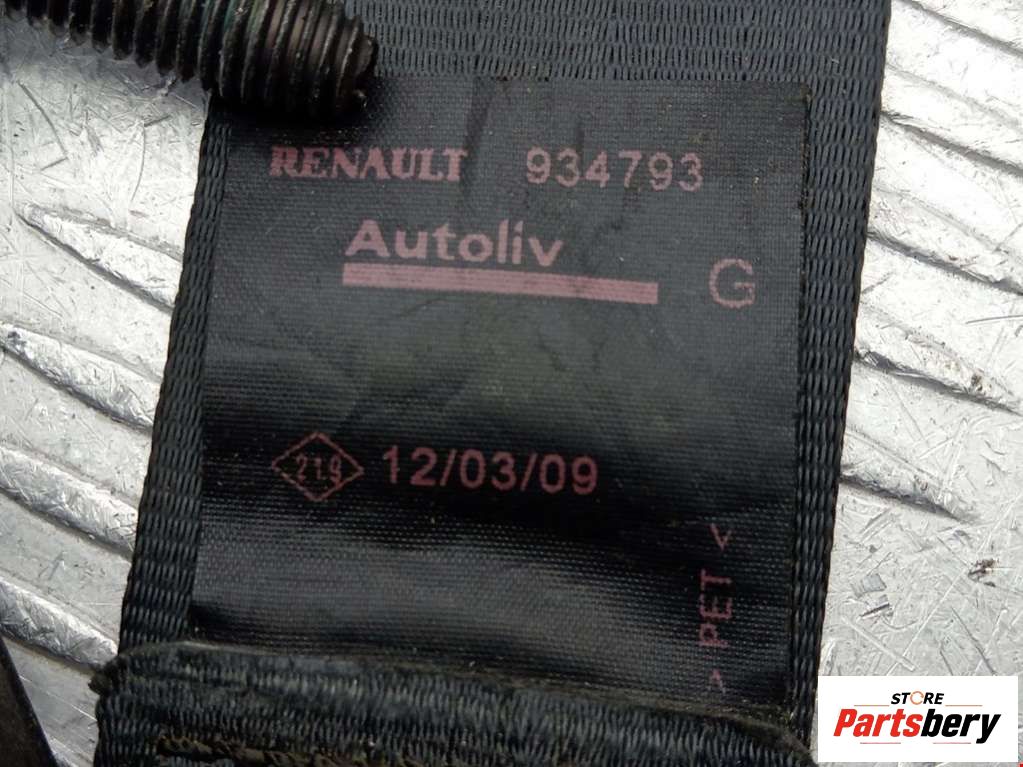 RENAULT 934793
Autoliv
G
219 12/03/09
> PET <
STORE
Partsbery